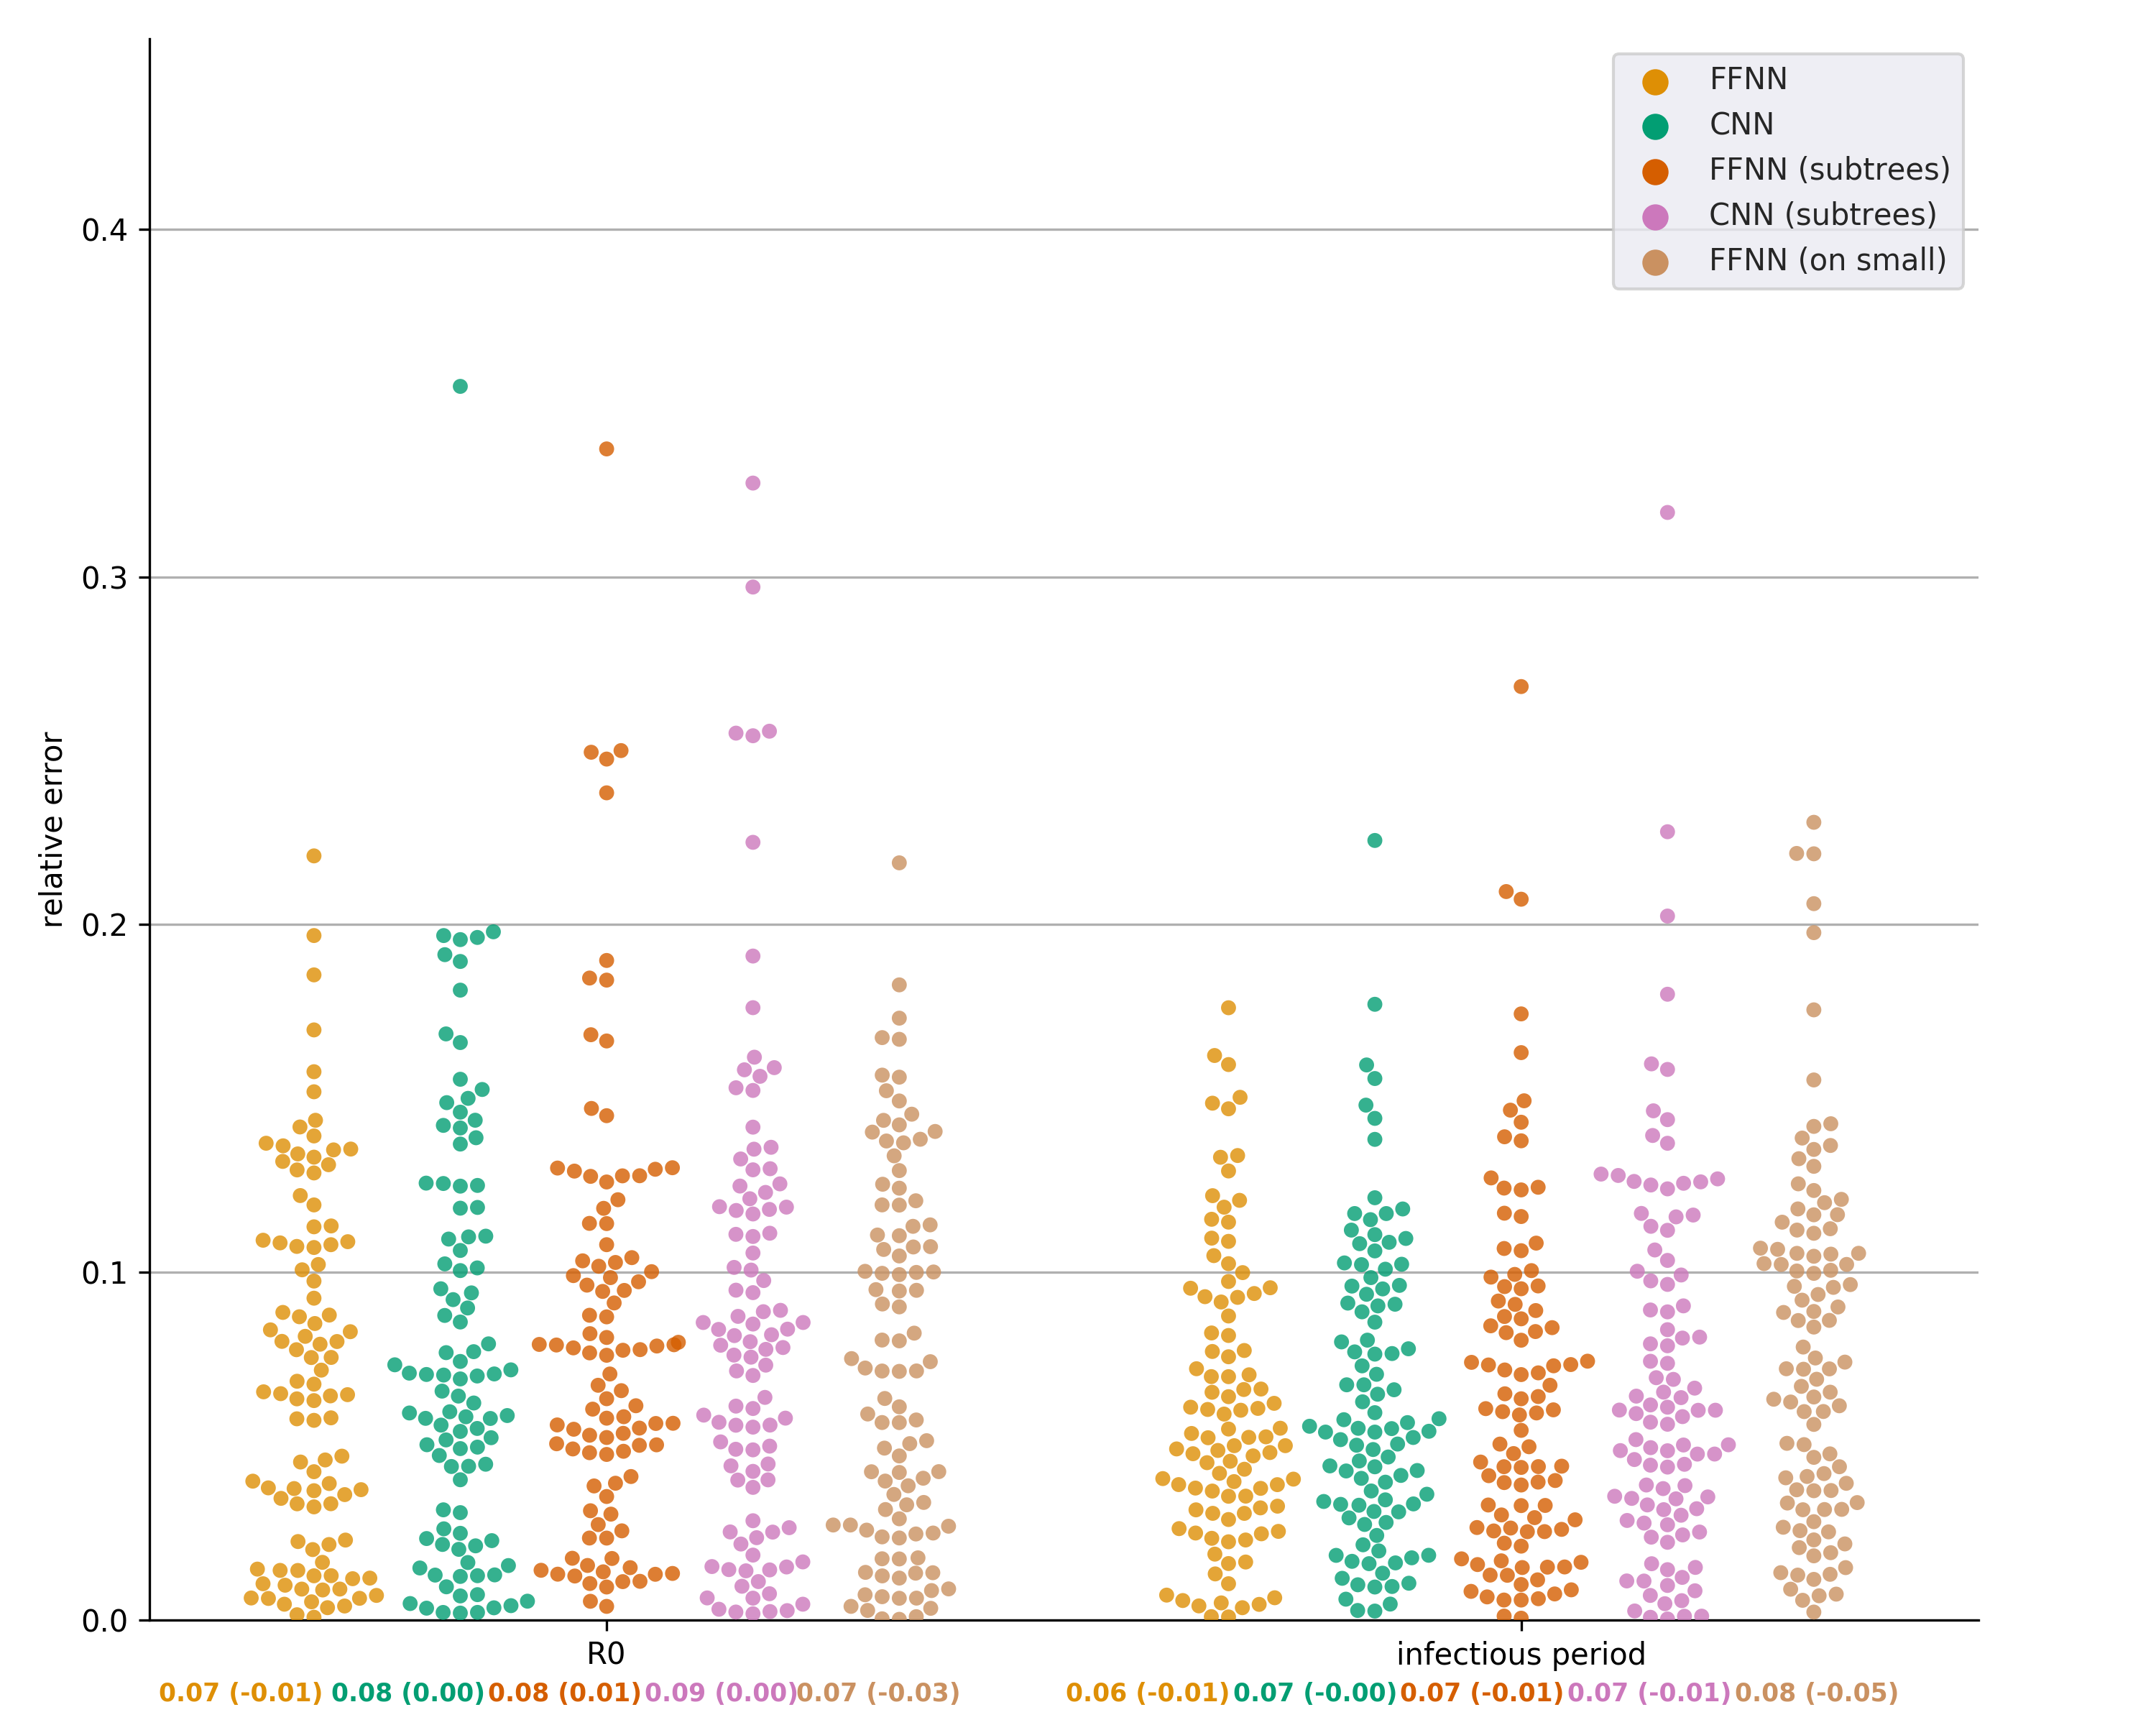 FFNN
CNN
FFNN (subtrees)
CNN (subtrees)
FFNN (on small)
relative error
0.4
0.3
0.2
0.1
0.0
R0 infectious period
0.07 (-0.01) 0.08 (0.00) 0.08 (0.01) 0.09 (0.00) 0.07 (-0.03) 0.06 (-0.01) 0.07 (-0.00) 0.07 (-0.01) 0.07 (-0.01) 0.08 (-0.05)